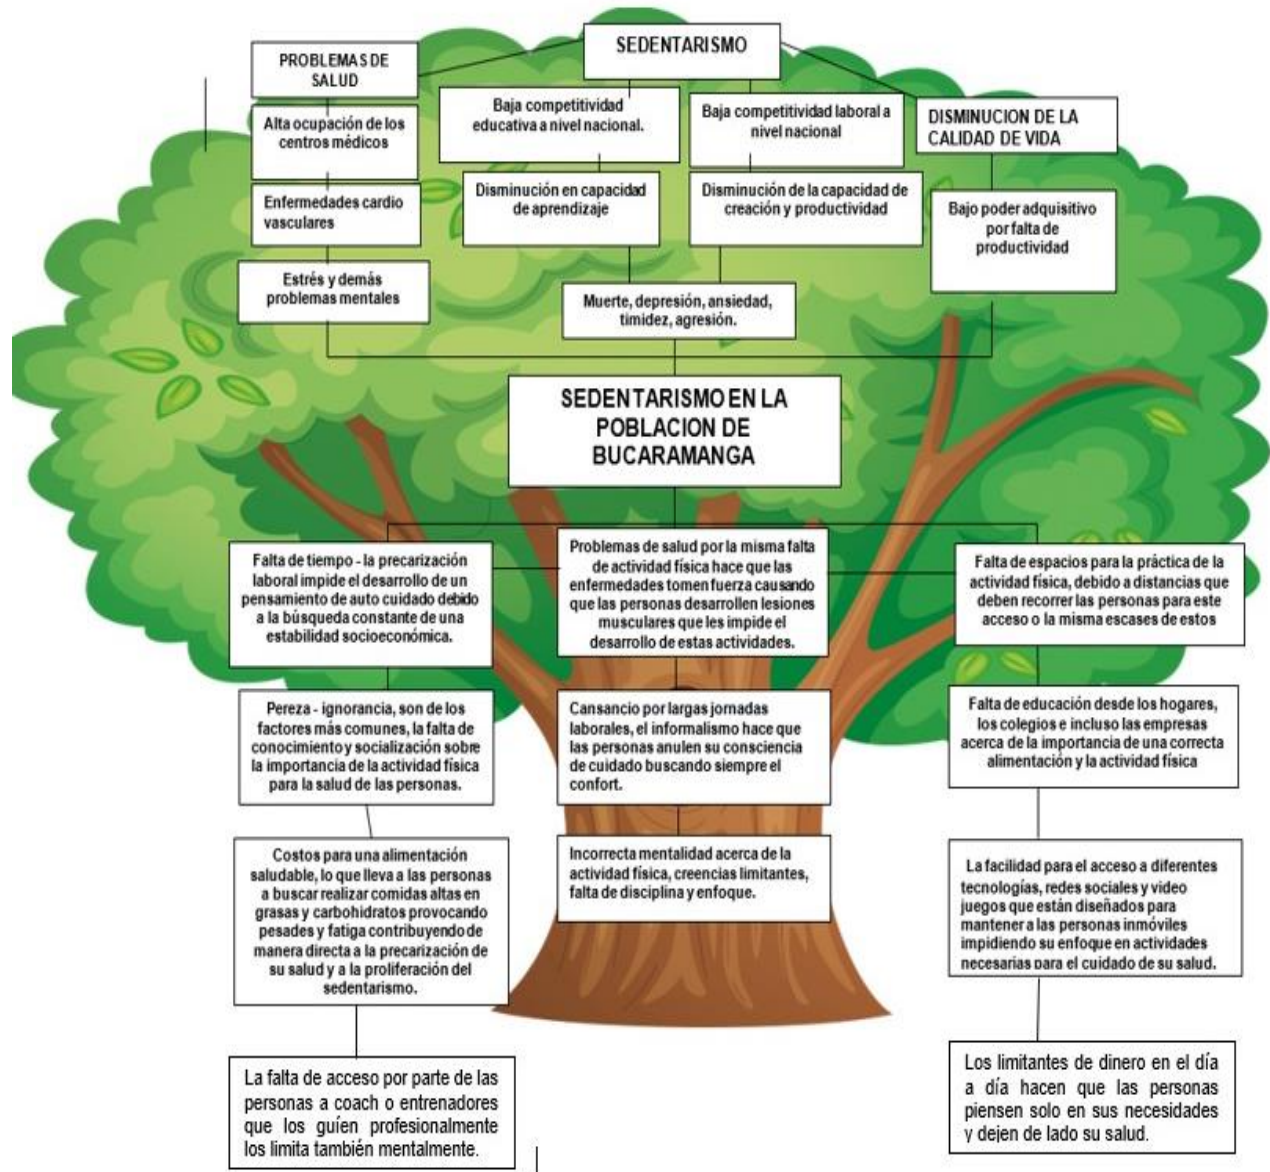 SEDENTARISMO
PROBLEMAS DE
SALUD
Alta ocupación de los
centros médicos
Enfermedades cardio
vasculares
Estrés y demás
problemas mentales
Baja competitividad
educativa a nivel nacional.
Disminución en capacidad
de aprendizaje
Baja competitividad laboral a
nivel nacional
Disminución de la capacidad de
creación y productividad
Muerte, depresión, ansiedad,
timidez, agresión.
DISMINUCION DE LA
CALIDAD DE VIDA
Bajo poder adquisitivo
por falta de
productividad
SEDENTARISMO EN LA
POBLACION DE
BUCARAMANGA
Falta de tiempo - la precarización
laboral impide el desarrollo de un
pensamiento de auto cuidado debido
a la búsqueda constante de una
estabilidad socioeconómica.
Pereza - ignorancia, son de los
factores más comunes, la falta de
conocimiento y socialización sobre
la importancia de la actividad física
para la salud de las personas.
Costos para una alimentación
saludable, lo que lleva a las personas
a buscar realizar comidas altas en
grasas y carbohidratos provocando
pesades y fatiga contribuyendo de
manera directa a la precarización de
su salud y a la proliferación del
sedentarismo.
La falta de acceso por parte de las
personas a coach o entrenadores
que los guíen profesionalmente
los limita también mentalmente.
Problemas de salud por la misma falta
de actividad física hace que las
enfermedades tomen fuerza causando
que las personas desarrollen lesiones
musculares que les impide el
desarrollo de estas actividades.
Cansancio por largas jornadas
laborales, el informalismo hace que
las personas anulen su consciencia
de cuidado buscando siempre el
confort.
Incorrecta mentalidad acerca de la
actividad física, creencias limitantes,
falta de disciplina y enfoque.
Falta de espacios para la práctica de la
actividad física, debido a distancias que
deben recorrer las personas para este
acceso o la misma escases de estos
Falta de educación desde los hogares,
los colegios e incluso las empresas
acerca de la importancia de una correcta
alimentación y la actividad física
La facilidad para el acceso a diferentes
tecnologías, redes sociales y video
juegos que están diseñados para
mantener a las personas inmóviles
impidiendo su enfoque en actividades
necesarias para el cuidado de su salud.
Los limitantes de dinero en el día
a día hacen que las personas
piensen solo en sus necesidades
y dejen de lado su salud.